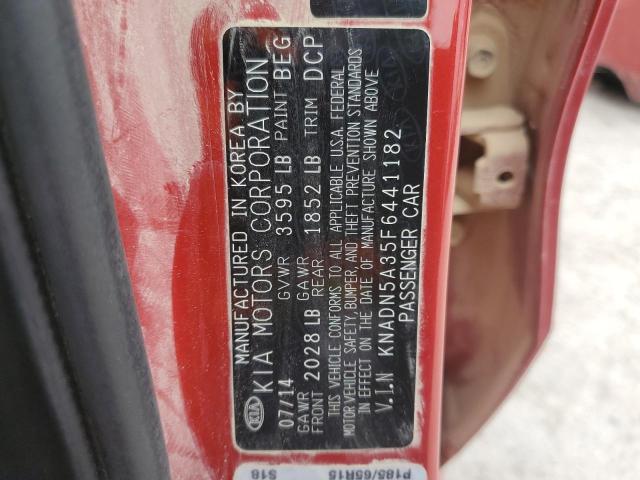 KIA
MANUFACTURED IN KOREA BY
KIA MOTORS CORPORATION
07/14 GVWR 3595 LB PAINT BEG
GAWR FRONT 2028 LB GAWR REAR 1852 LB TRIM DCP
THIS VEHICLE CONFORMS TO ALL APPLICABLE U.S.A. FEDERAL
MOTOR VEHICLE SAFETY, BUMPER, AND THEFT PREVENTION STANDARDS
IN EFFECT ON THE DATE OF MANUFACTURE SHOWN ABOVE
V.I.N KNADN5A35F6441182
PASSENGER CAR
P185/65R15
S18